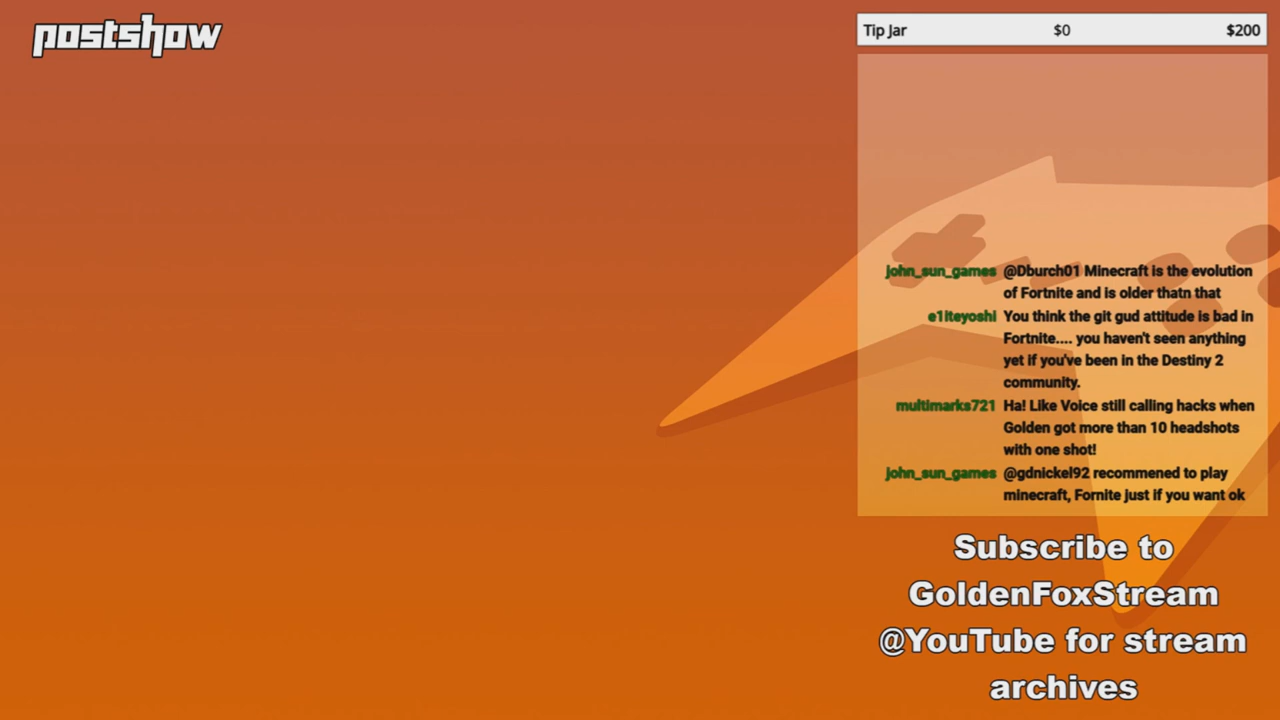 postshow
Tip Jar $0 $200
john_sun_games @Dburch01 Minecraft is the evolution
of Fortnite and is older thatn that
e1iteyoshi You think the git gud attitude is bad in
Fortnite.... you haven't seen anything
yet if you've been in the Destiny 2
community.
multimarks721 Ha! Like Voice still calling hacks when
Golden got more than 10 headshots
with one shot!
john_sun_games @gdnickel92 recommened to play
minecraft, Fornite just if you want ok
Subscribe to
GoldenFoxStream
@YouTube for stream
archives